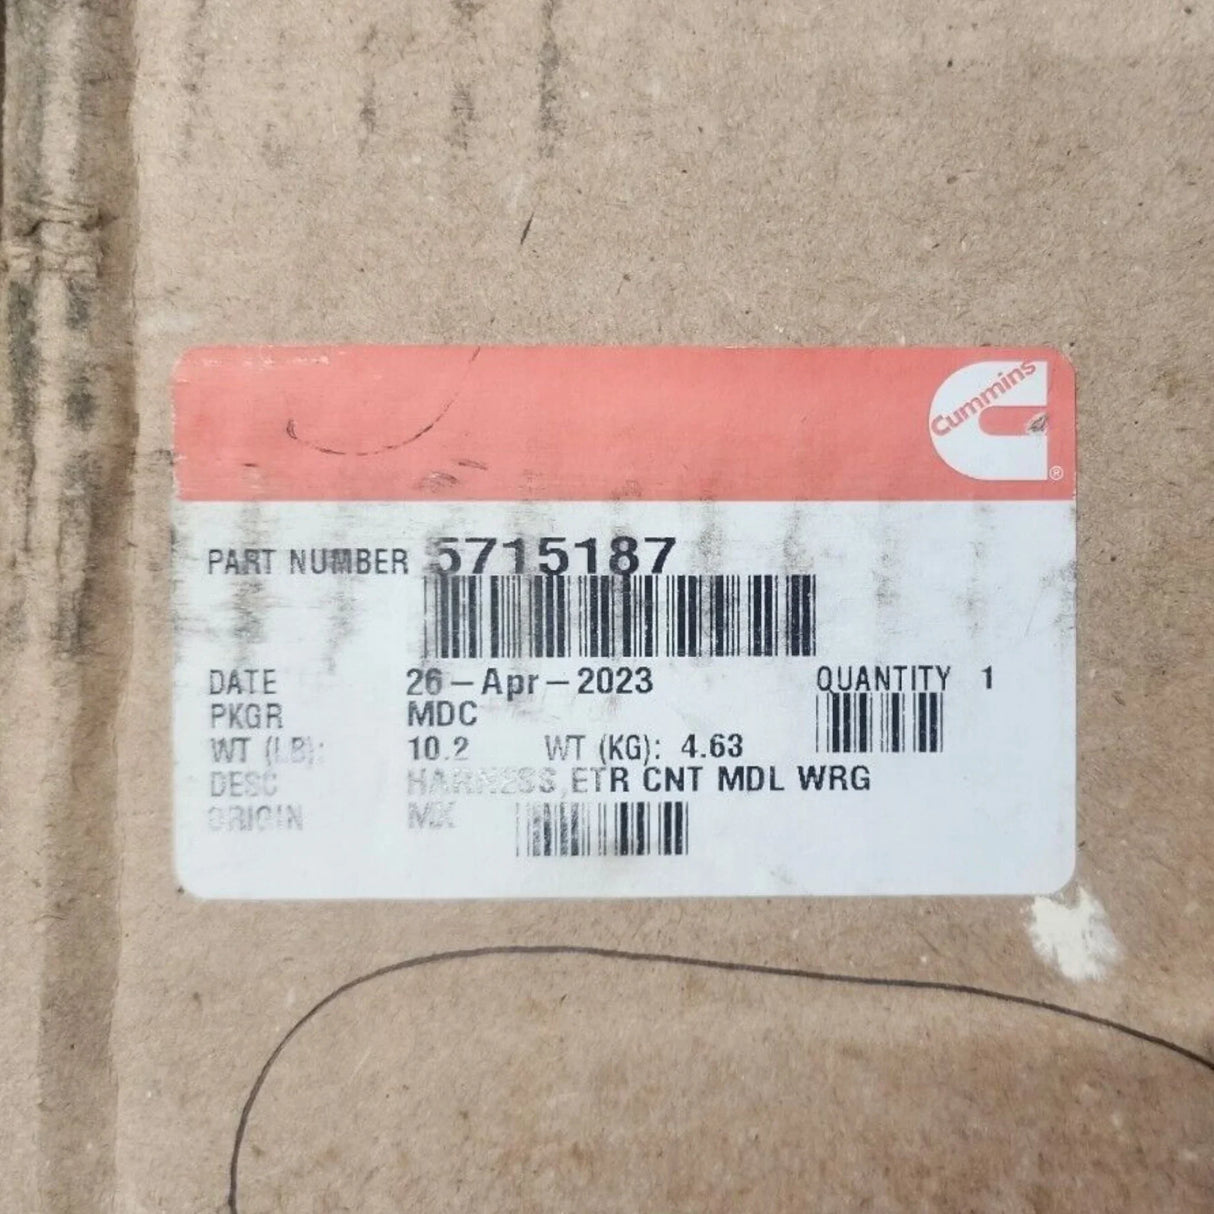 Cummins
®
PART NUMBER 5715187
DATE 26-Apr-2023 QUANTITY 1
PKGR MDC
WT (LB): 10.2 WT (KG): 4.63
DESC HARNESS,ETR CNT MDL WRG
ORIGIN MX